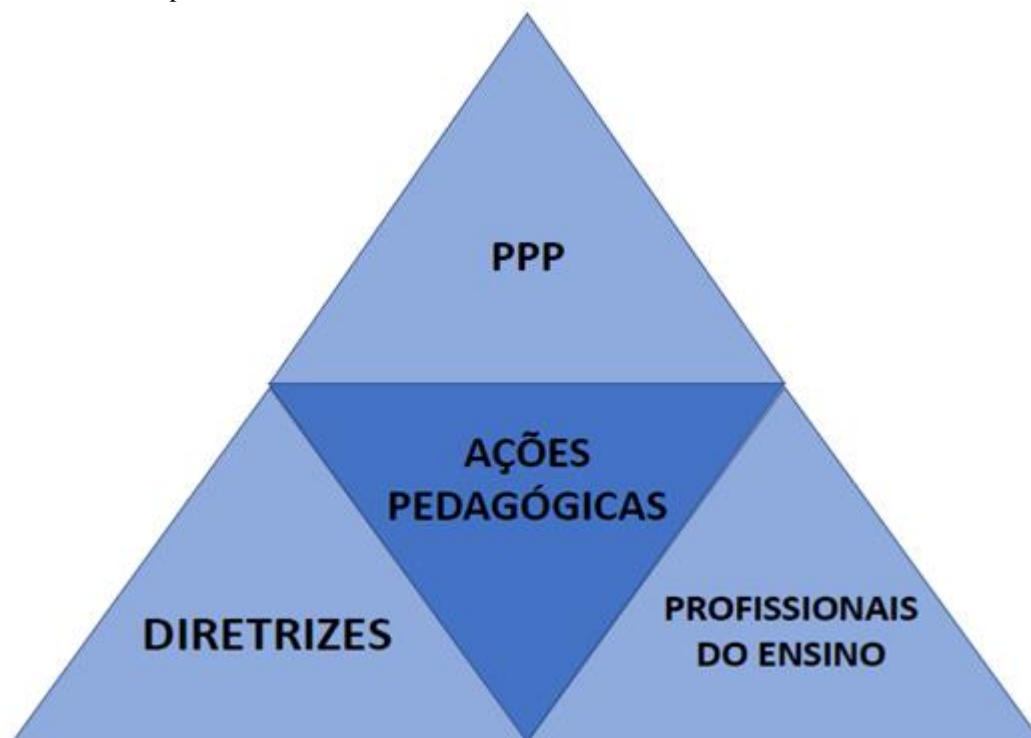 PPP
AÇÕES
PEDAGÓGICAS
DIRETRIZES
PROFISSIONAIS
DO ENSINO